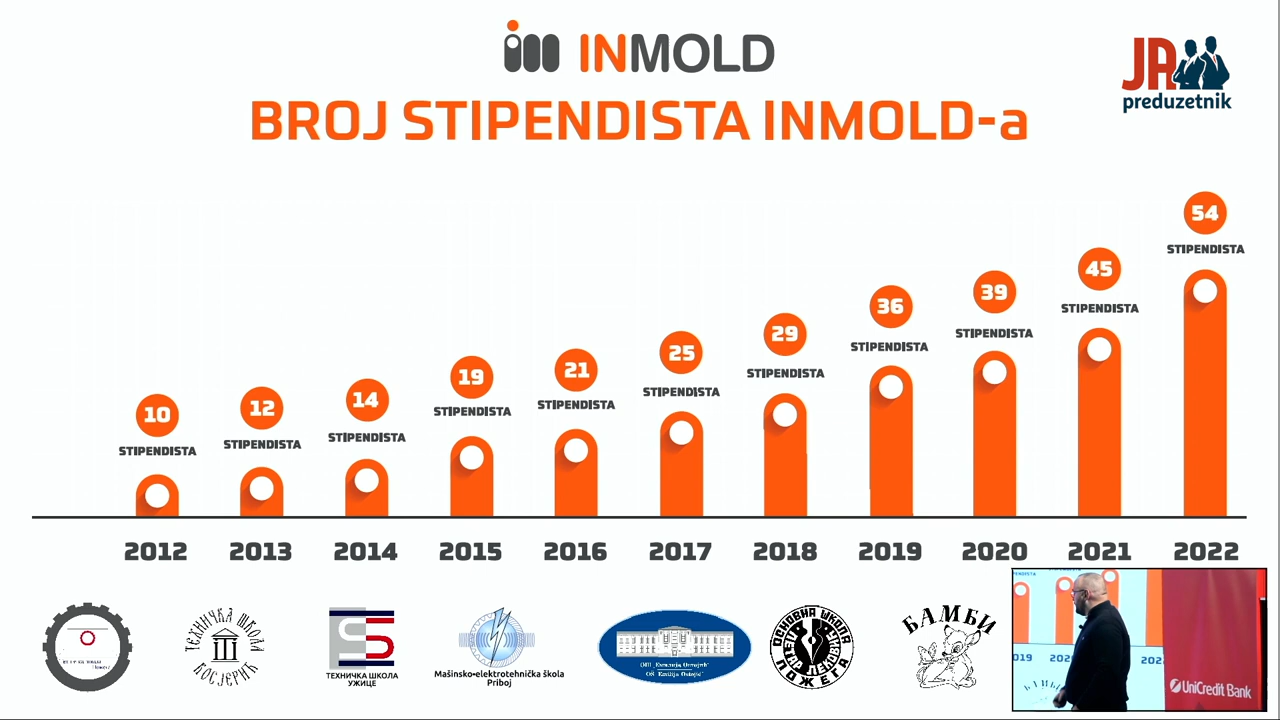 INMOLD
JA
preduzetnik
BROJ STIPENDISTA INMOLD-a
54
STIPENDISTA
45
STIPENDISTA
39
STIPENDISTA
36
STIPENDISTA
29
STIPENDISTA
25
STIPENDISTA
21
STIPENDISTA
19
STIPENDISTA
14
STIPENDISTA
12
STIPENDISTA
10
STIPENDISTA
2012 2013 2014 2015 2016 2017 2018 2019 2020 2021 2022
ТЕХНИЧКА ШКОЛА
КОСЈЕРИЋ
ТЕХНИЧКА ШКОЛА
УЖИЦЕ
Mašinsko-elektrotehnička škola
Priboj
ОСНОВНА ШКОЛА
ПЕТАР ЛЕКОВИЋ
ПОЖЕГА
БАМБИ
UniCredit Bank